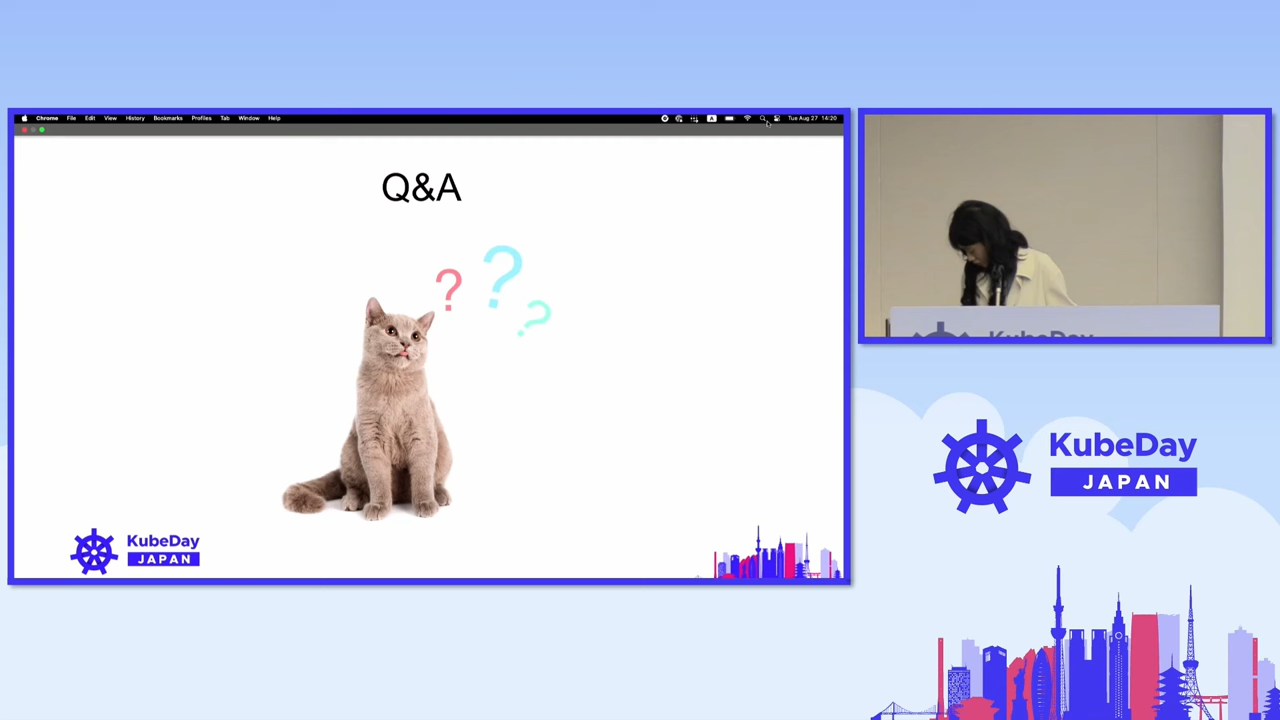 Chrome File Edit View History Bookmarks Profiles Tab Window Help
A
Tue Aug 27 14:20
Q&A
? ? ?
KubeDay
JAPAN
KubeDay
KubeDay
JAPAN